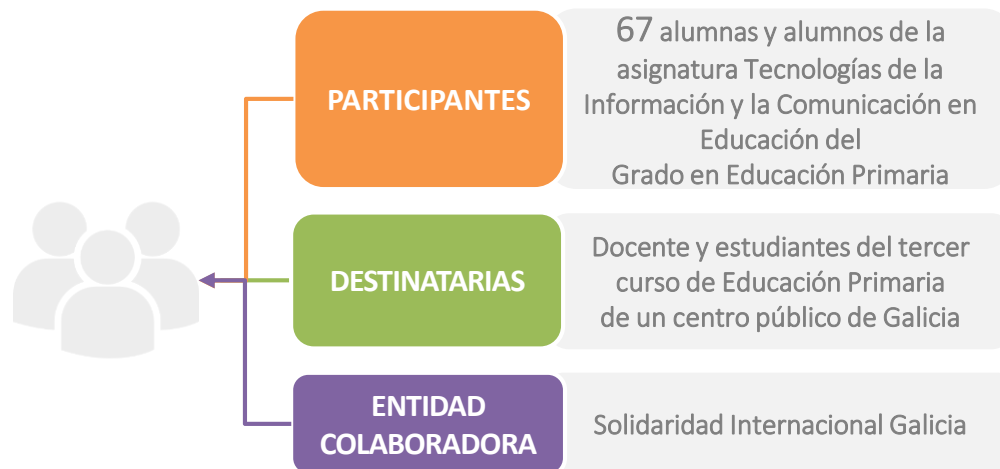 PARTICIPANTES
67 alumnas y alumnos de la
asignatura Tecnologías de la
Información y la Comunicación en
Educación del
Grado en Educación Primaria
DESTINATARIAS
Docente y estudiantes del tercer
curso de Educación Primaria
de un centro público de Galicia
ENTIDAD
COLABORADORA
Solidaridad Internacional Galicia